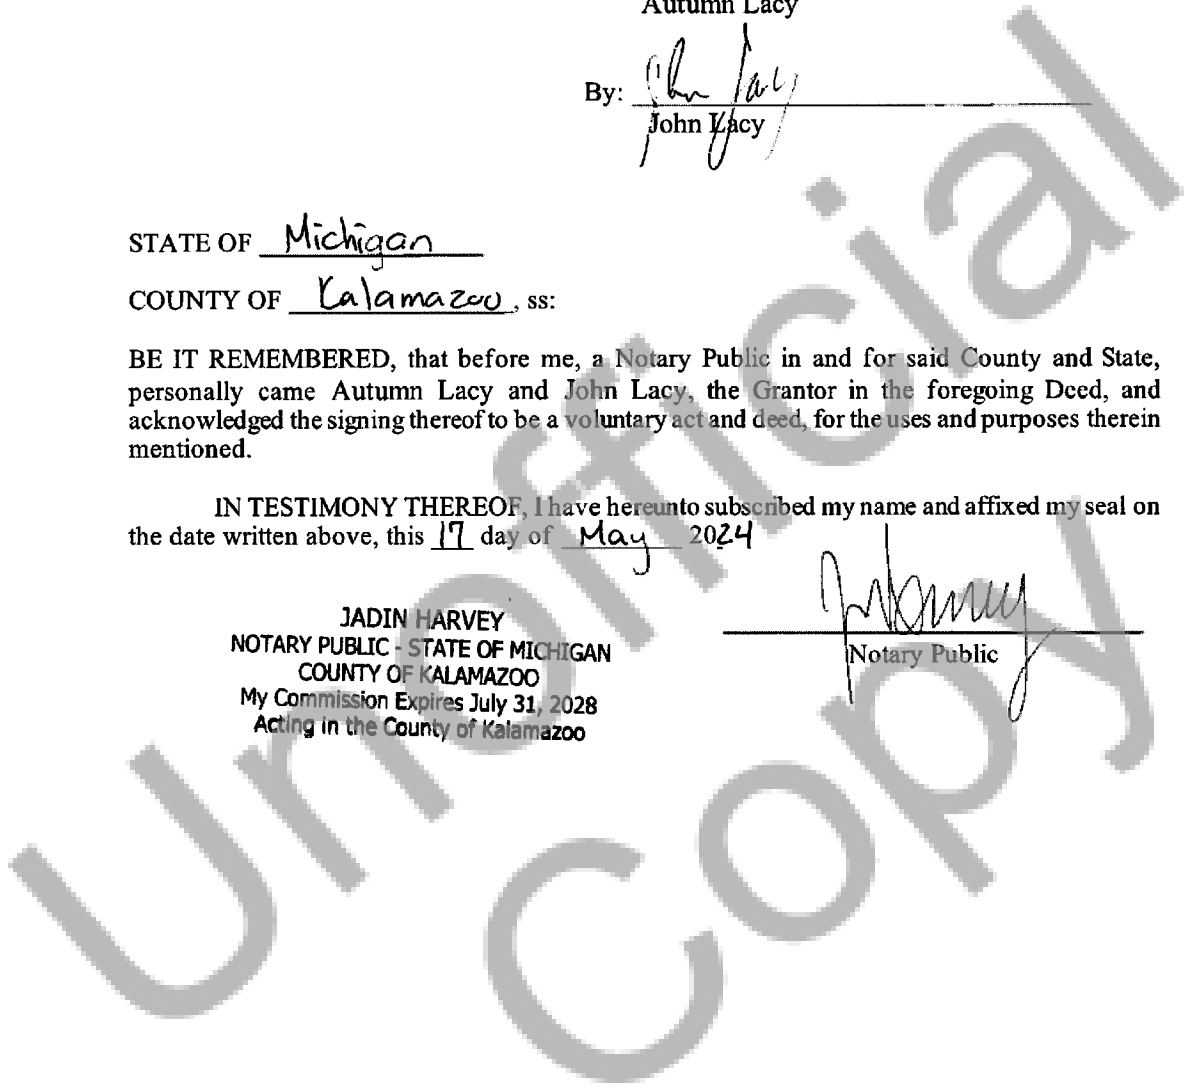 Autumn Lacy
By: John Lacy
John Lacy
STATE OF Michigan
COUNTY OF Kalamazoo, ss:
BE IT REMEMBERED, that before me, a Notary Public in and for said County and State,
personally came Autumn Lacy and John Lacy, the Grantor in the foregoing Deed, and
acknowledged the signing thereof to be a voluntary act and deed, for the uses and purposes therein
mentioned.
IN TESTIMONY THEREOF, I have hereunto subscribed my name and affixed my seal on
the date written above, this 17 day of May 2024
JADIN HARVEY
NOTARY PUBLIC - STATE OF MICHIGAN
COUNTY OF KALAMAZOO
My Commission Expires July 31, 2028
Acting in the County of Kalamazoo
Notary Public
Unofficial
Copy